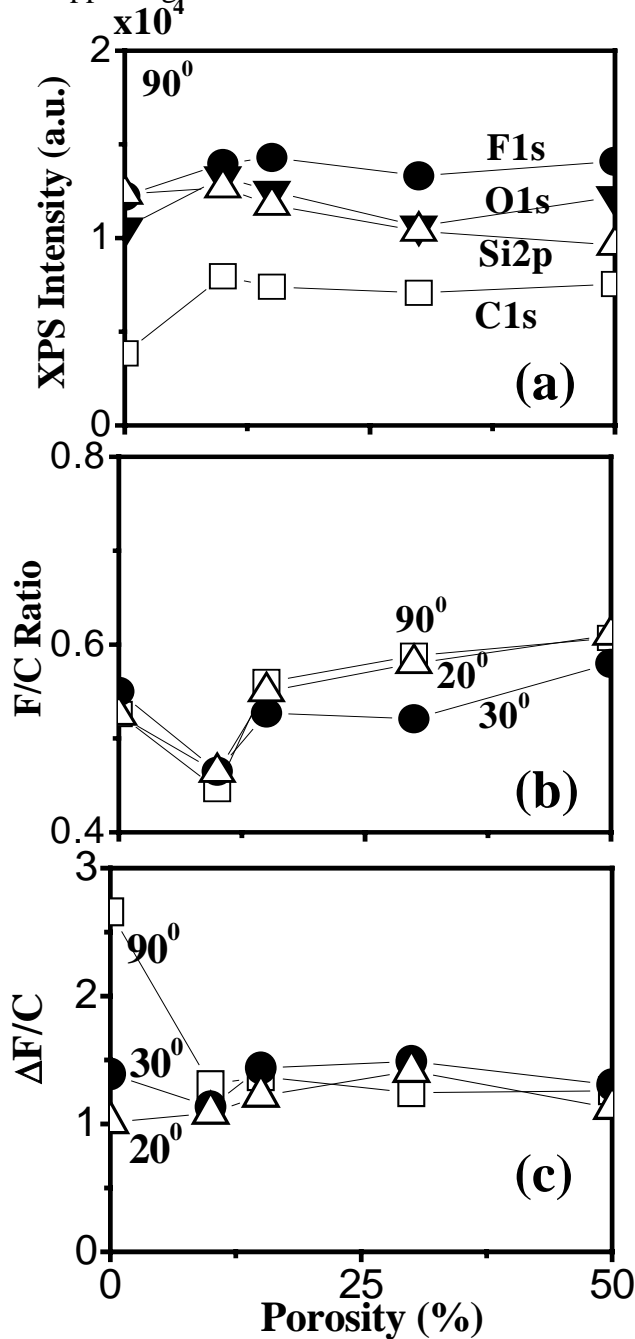 x10⁴
2
90⁰
F1s
O1s
1
Si2p
C1s
XPS Intensity (a.u.)
(a)
0
0.8
90⁰
0.6
20⁰
30⁰
F/C Ratio
(b)
0.4
3
90⁰
2
ΔF/C
30⁰
1
20⁰
(c)
0
0 25 50
Porosity (%)